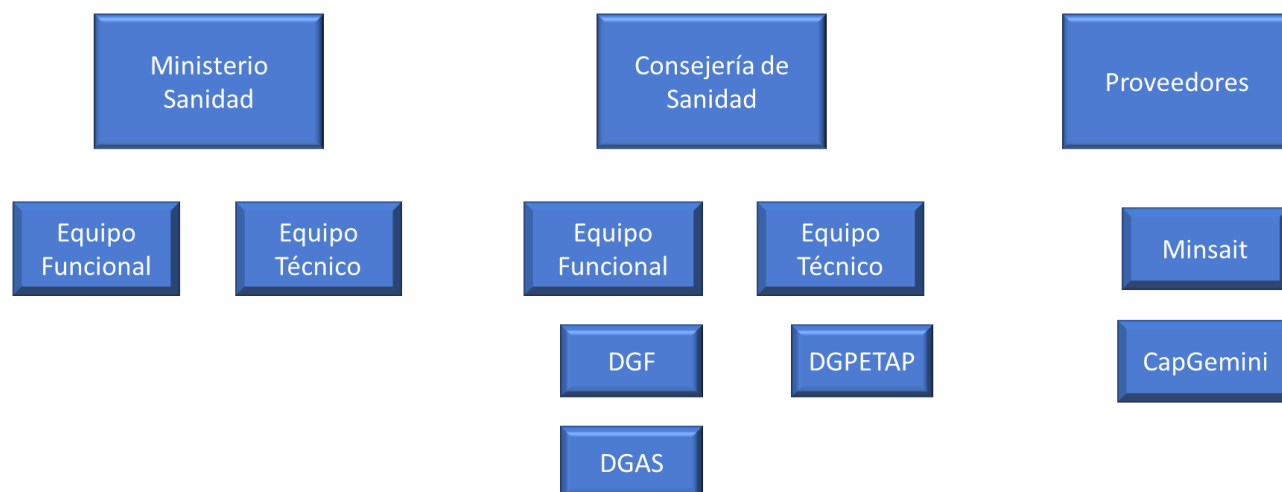 Ministerio
Sanidad
Consejería de
Sanidad
Proveedores
Equipo
Funcional
Equipo
Técnico
Equipo
Funcional
Equipo
Técnico
Minsait
DGF
DGPETAP
CapGemini
DGAS